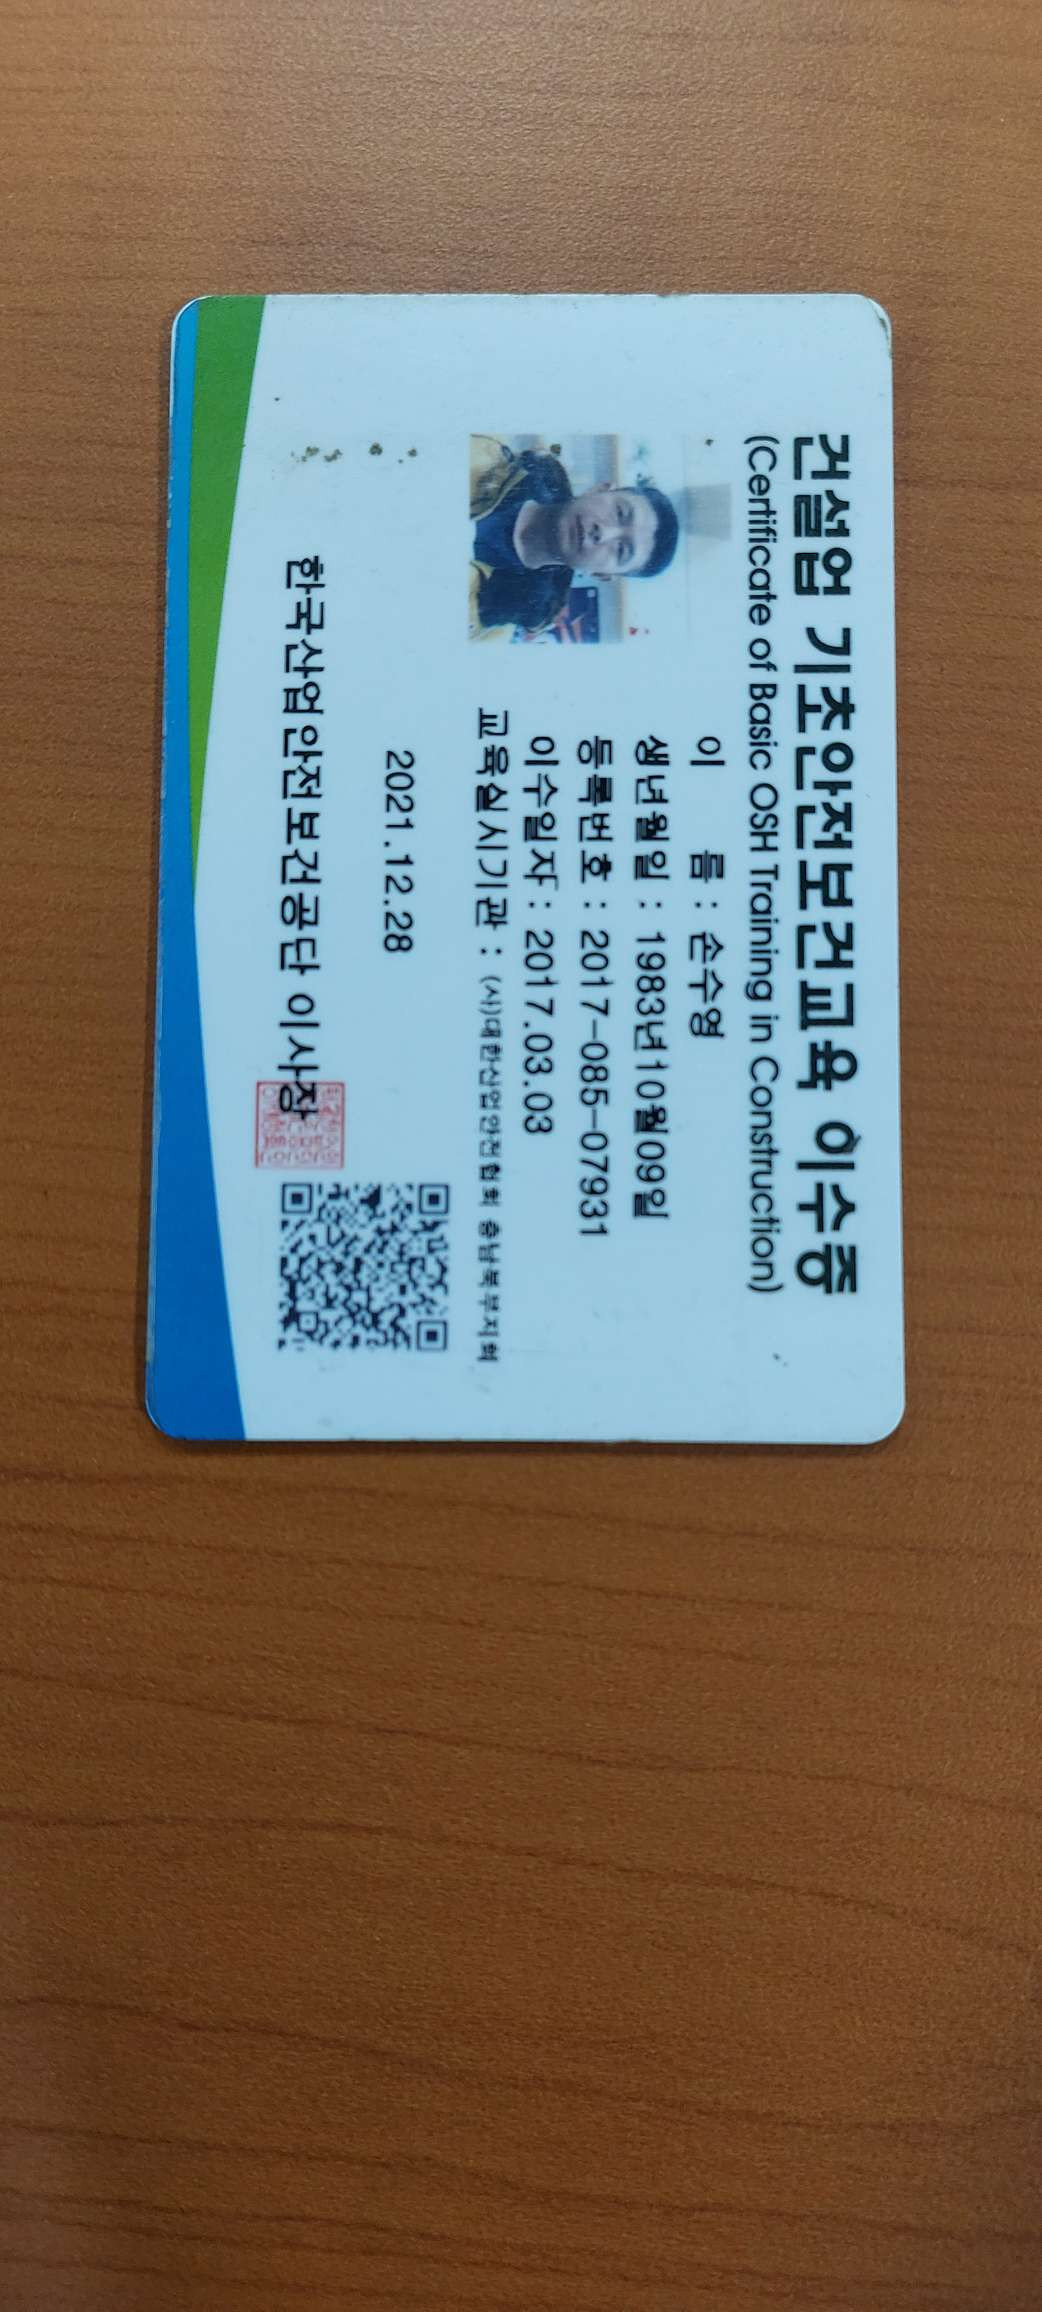 건설업 기초안전보건교육 이수증
(Certificate of Basic OSH Training in Construction)
이 름 : 손수영
생년월일 : 1983년10월09일
등록번호 : 2017-085-07931
이수일자 : 2017.03.03
교육실시기관 : (사)대한산업안전협회 충남북부지회
2021.12.28
한국산업안전보건공단 이사장